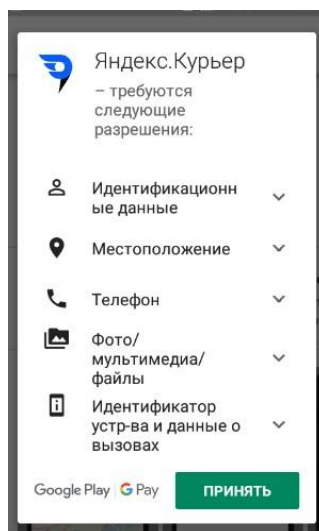 Яндекс.Курьер
– требуются
следующие
разрешения:
Идентификационн
ые данные
Местоположение
Телефон
Фото/
мультимедиа/
файлы
Идентификатор
устр-ва и данные о
вызовах
Google Play | G Pay
ПРИНЯТЬ